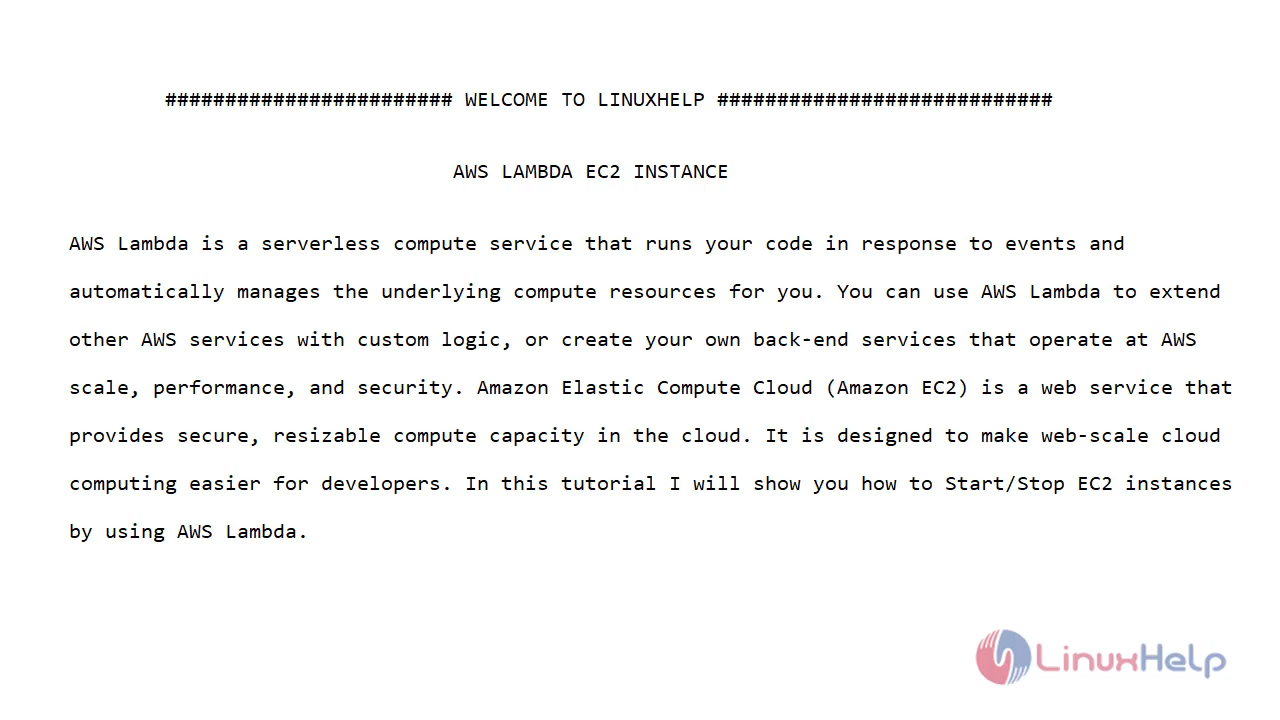 ######################## WELCOME TO LINUXHELP ############################
AWS LAMBDA EC2 INSTANCE
AWS Lambda is a serverless compute service that runs your code in response to events and
automatically manages the underlying compute resources for you. You can use AWS Lambda to extend
other AWS services with custom logic, or create your own back-end services that operate at AWS
scale, performance, and security. Amazon Elastic Compute Cloud (Amazon EC2) is a web service that
provides secure, resizable compute capacity in the cloud. It is designed to make web-scale cloud
computing easier for developers. In this tutorial I will show you how to Start/Stop EC2 instances
by using AWS Lambda.
LinuxHelp